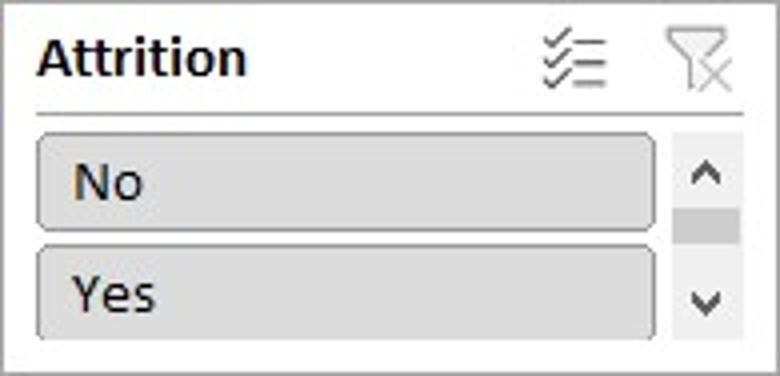 Attrition
No
Yes